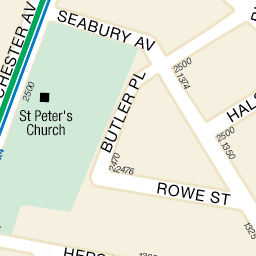 SEABURY AV
CHESTER AV
2500
St Peter's
Church
BUTLER PL
2500
1374
HALS
2500
1350
2470
2476
ROWE ST
1325
HERS